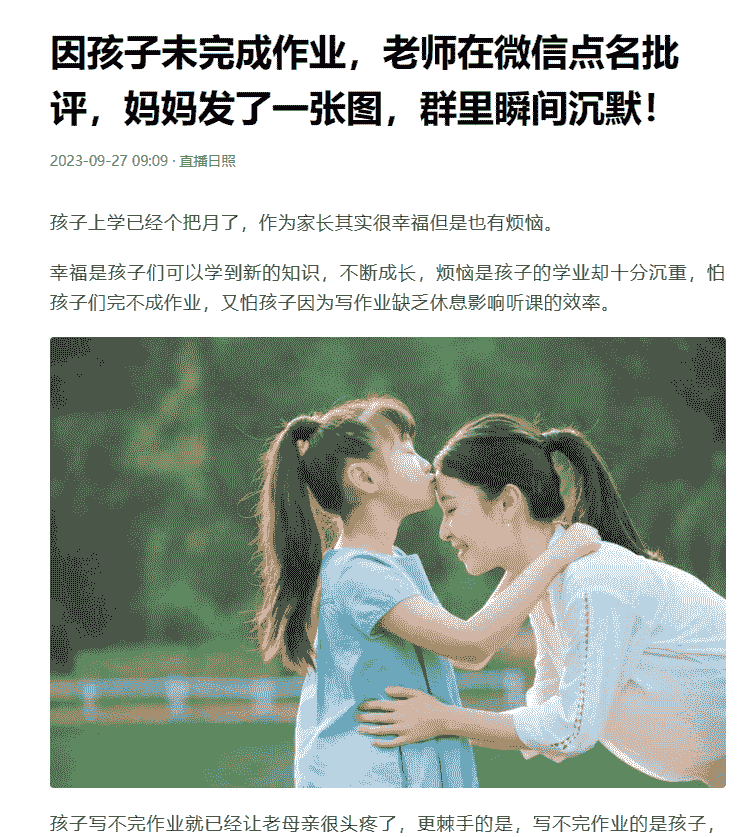 因孩子未完成作业，老师在微信点名批
评，妈妈发了一张图，群里瞬间沉默！
2023-09-27 09:09 · 直播日照
孩子上学已经个把月了，作为家长其实很幸福但是也有烦恼。
幸福是孩子们可以学到新的知识，不断成长，烦恼是孩子的学业却十分沉重，怕
孩子们完不成作业，又怕孩子因为写作业缺乏休息影响听课的效率。
孩子写不完作业就已经让老母亲很头疼了，更棘手的是，写不完作业的是孩子，